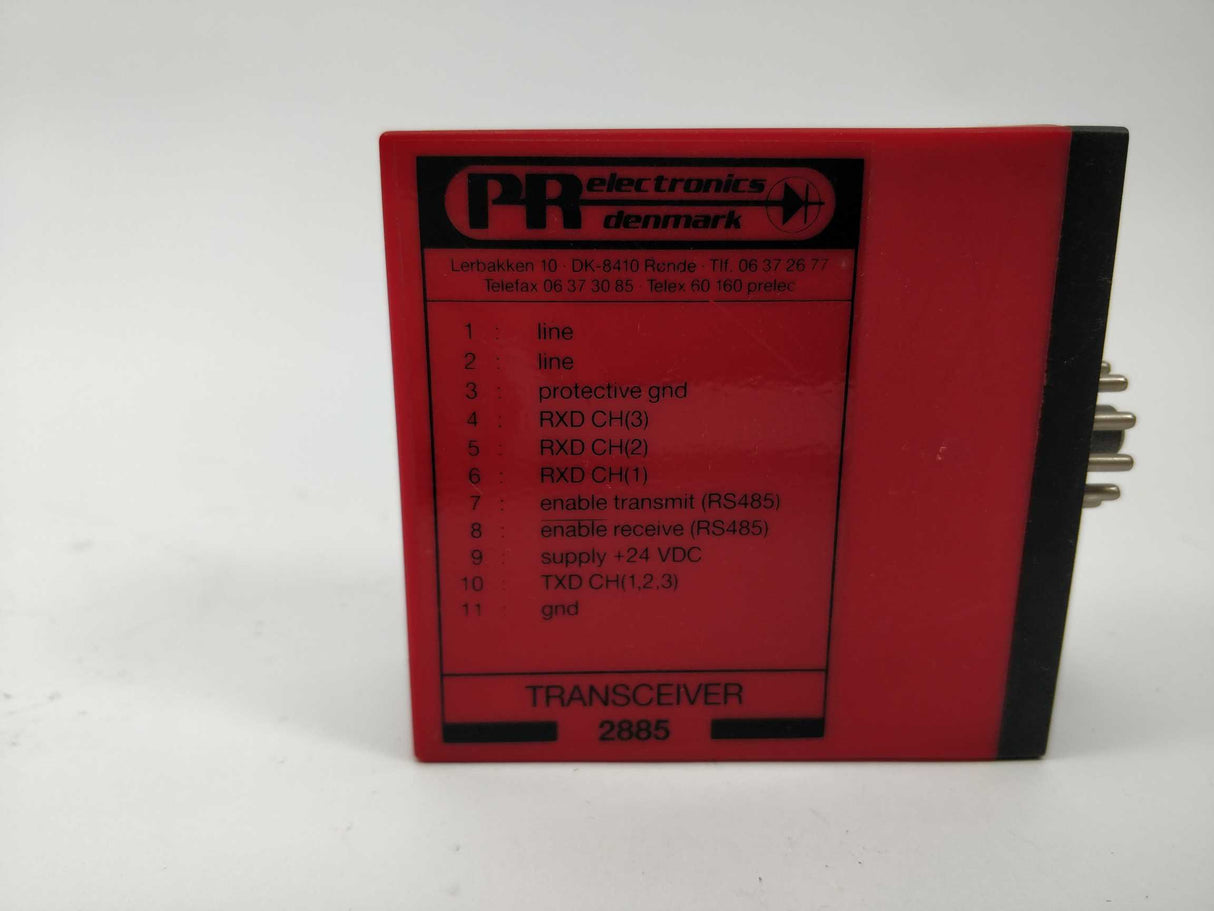 PR electronics
denmark
Lerbakken 10 · DK-8410 Rønde · Tlf. 06 37 26 77
Telefax 06 37 30 85 · Telex 60 160 prelec
1 : line
2 : line
3 : protective gnd
4 : RXD CH(3)
5 : RXD CH(2)
6 : RXD CH(1)
7 : enable transmit (RS485)
8 : e̅n̅a̅b̅l̅e̅ receive (RS485)
9 : supply +24 VDC
10 : TXD CH(1,2,3)
11 : gnd
TRANSCEIVER
2885